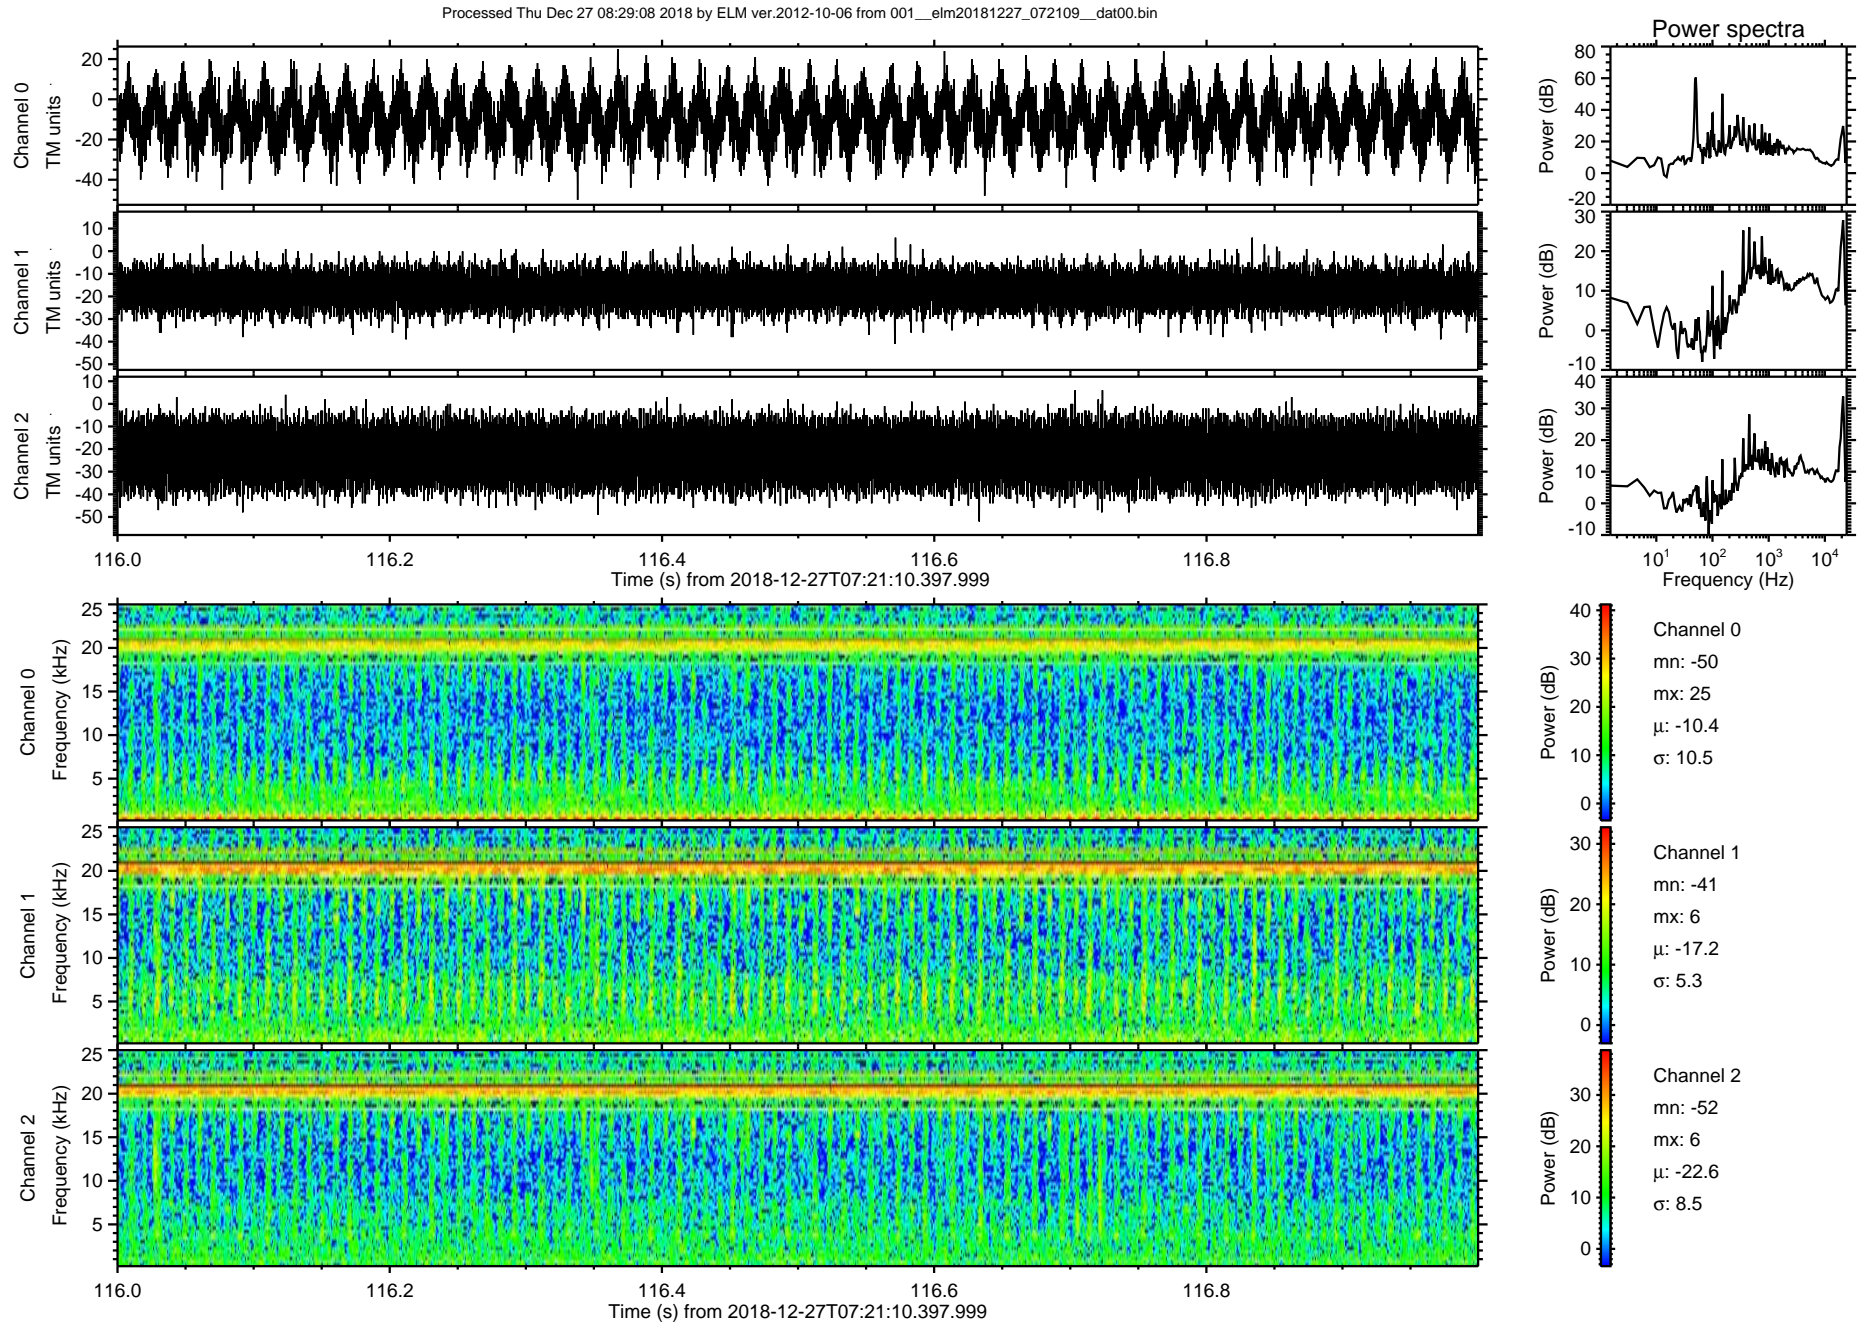 Processed Thu Dec 27 08:29:08 2018 by ELM ver.2012-10-06 from 001__elm20181227_072109__dat00.bin
Power spectra
Channel 0
TM units
20
0
-20
-40
Power (dB)
80
60
40
20
0
-20
Channel 1
TM units
10
0
-10
-20
-30
-40
-50
Power (dB)
30
20
10
0
-10
Channel 2
TM units
10
0
-10
-20
-30
-40
-50
Power (dB)
40
30
20
10
0
-10
116.0 116.2 116.4 116.6 116.8
Time (s) from 2018-12-27T07:21:10.397.999
10^1 10^2 10^3 10^4
Frequency (Hz)
Channel 0
Frequency (kHz)
25
20
15
10
5
Power (dB)
40
30
20
10
0
Channel 0
mn: -50
mx: 25
μ: -10.4
σ: 10.5
Channel 1
Frequency (kHz)
25
20
15
10
5
Power (dB)
30
20
10
0
Channel 1
mn: -41
mx: 6
μ: -17.2
σ: 5.3
Channel 2
Frequency (kHz)
25
20
15
10
5
Power (dB)
30
20
10
0
Channel 2
mn: -52
mx: 6
μ: -22.6
σ: 8.5
116.0 116.2 116.4 116.6 116.8
Time (s) from 2018-12-27T07:21:10.397.999